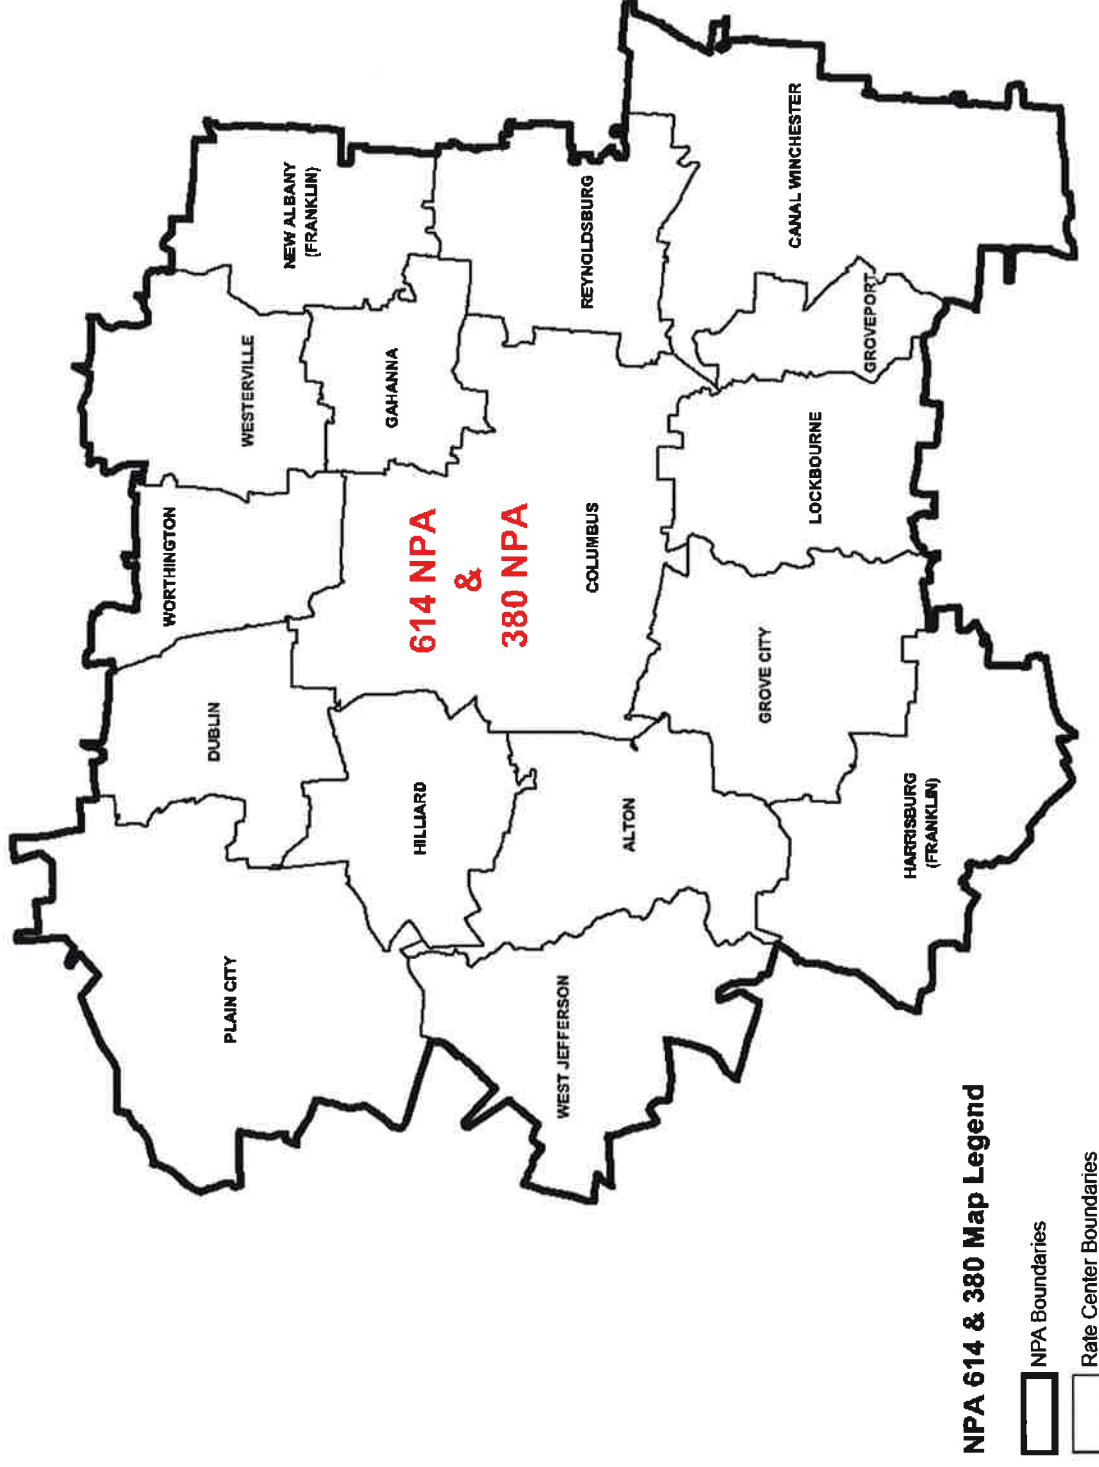 PLAIN CITY
DUBLIN
WORTHINGTON
WESTERVILLE
NEW ALBANY
(FRANKLIN)
HILLIARD
GAHANNA
614 NPA
&
380 NPA
WEST JEFFERSON
ALTON
COLUMBUS
REYNOLDSBURG
GROVE CITY
LOCKBOURNE
GROVEPORT
CANAL WINCHESTER
HARRISBURG
(FRANKLIN)
NPA 614 & 380 Map Legend
NPA Boundaries
Rate Center Boundaries